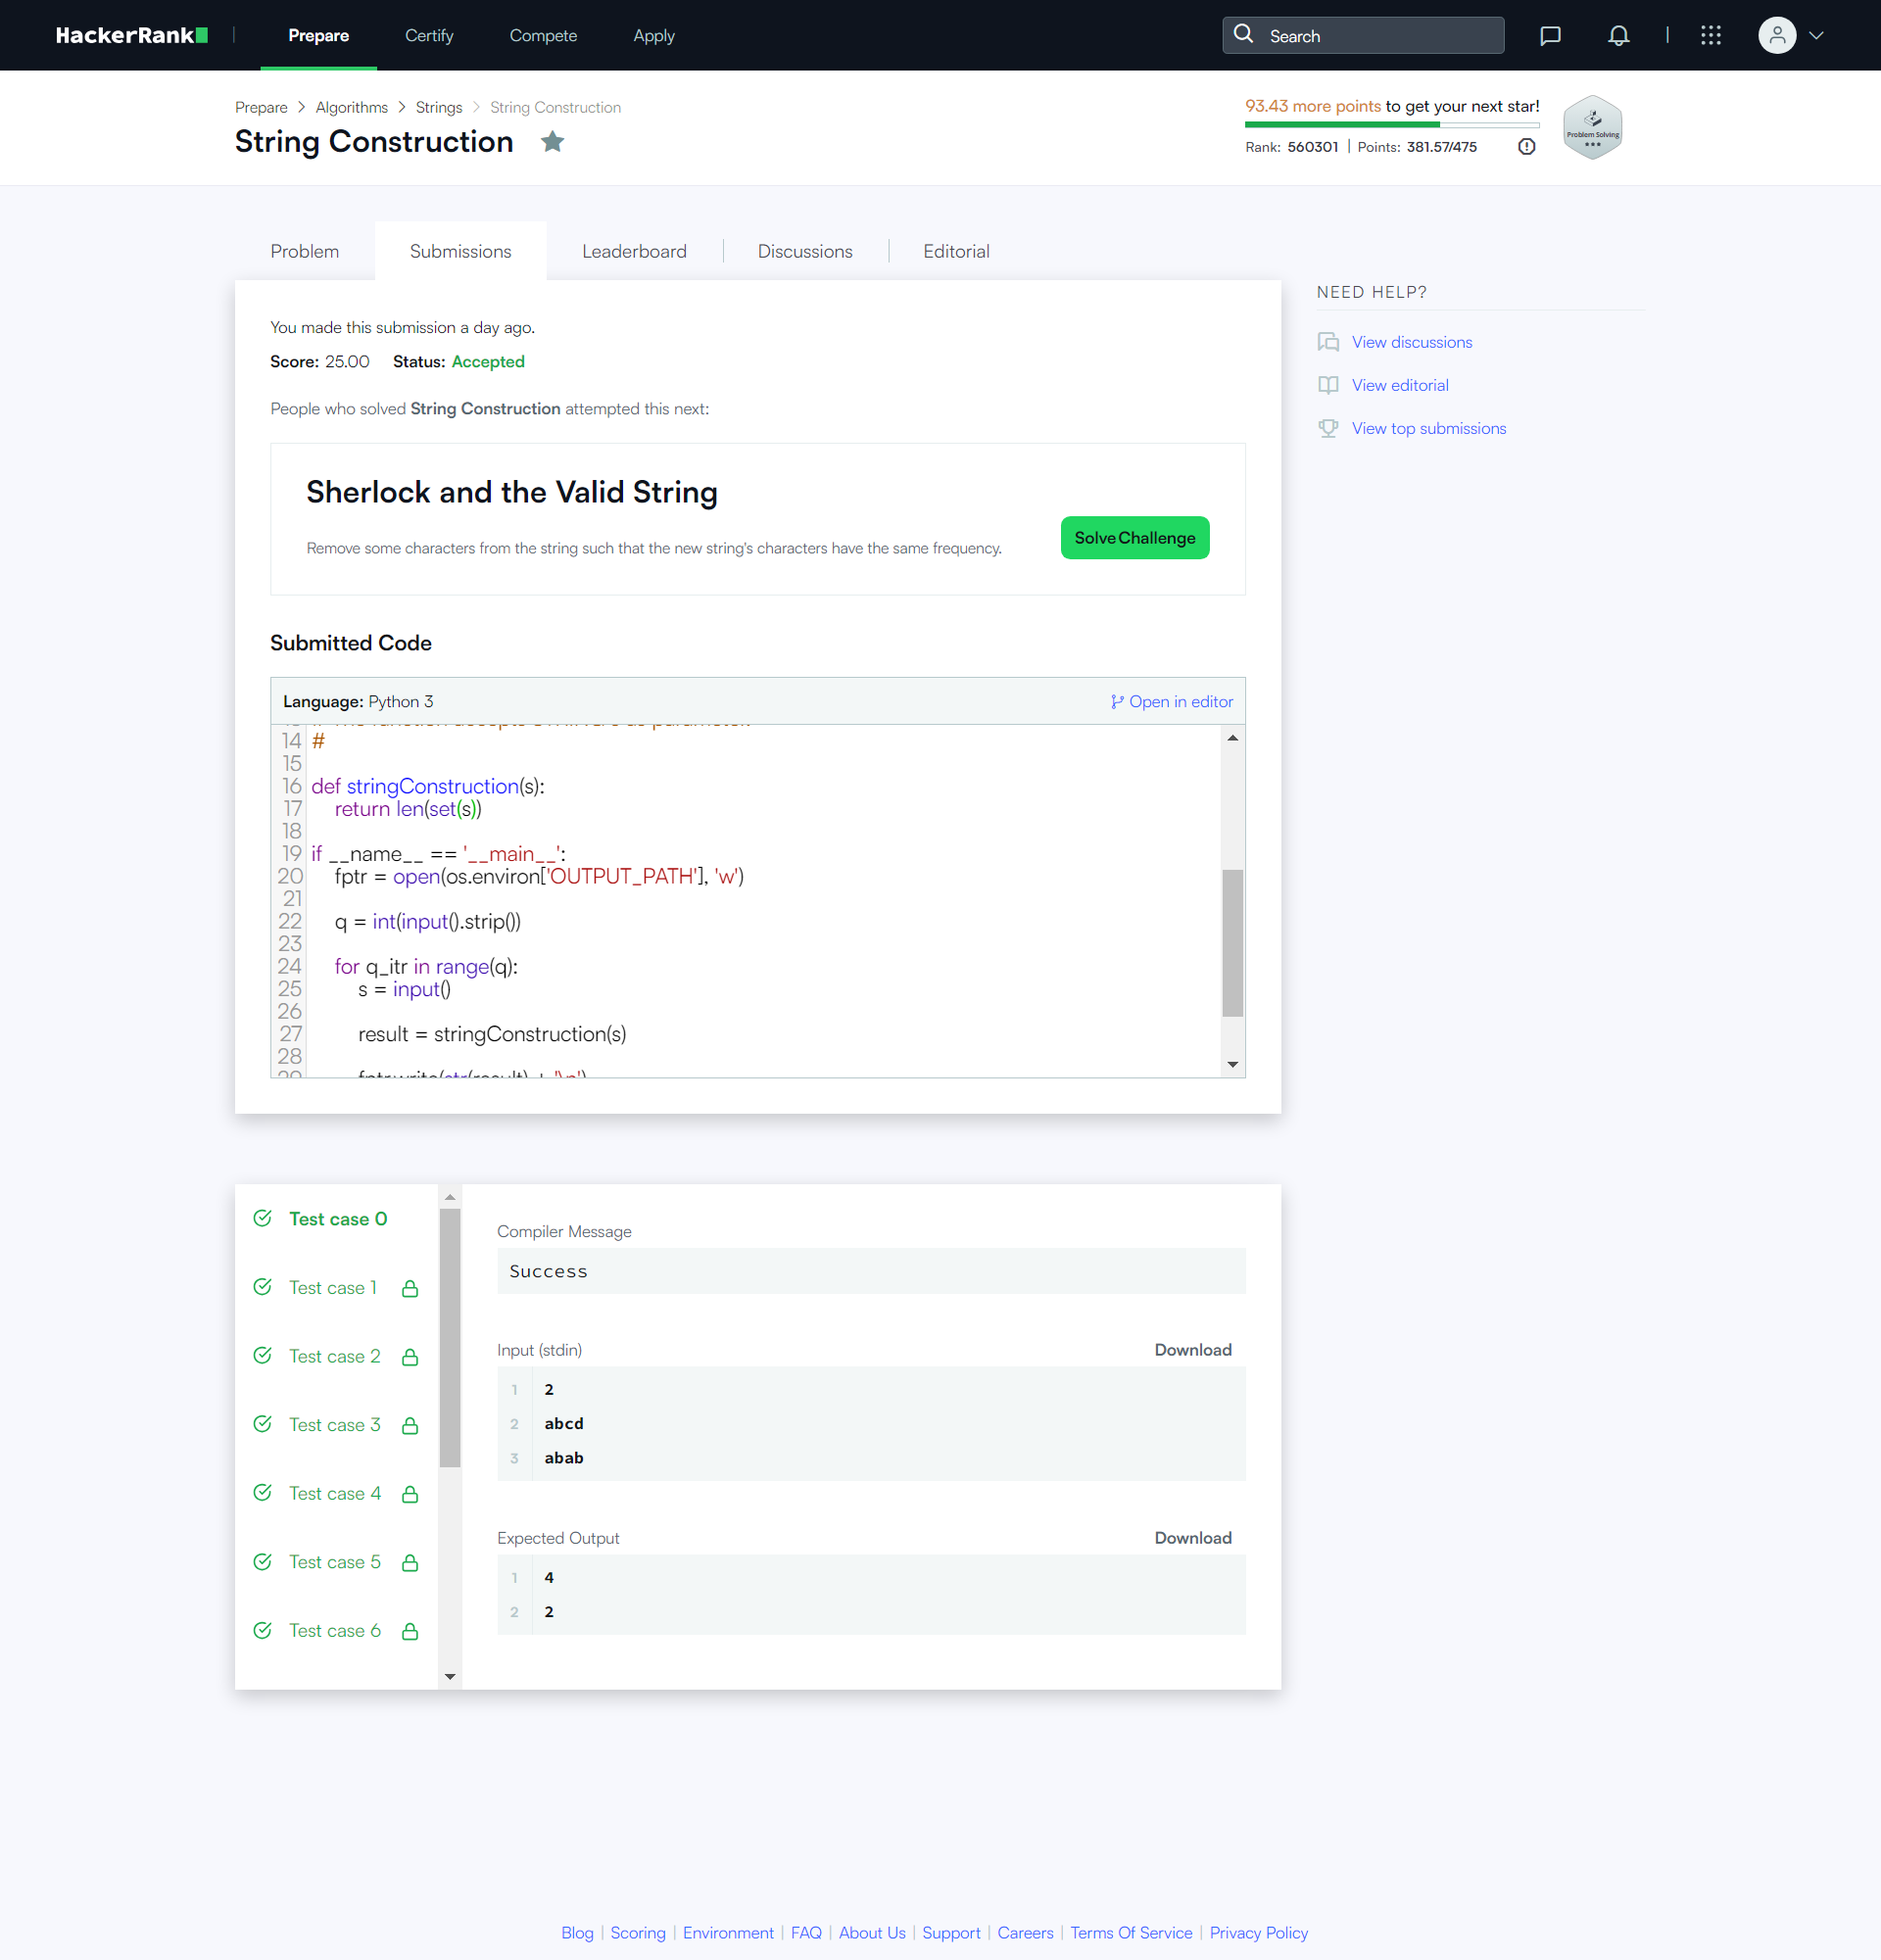 HackerRank
Prepare
Certify
Compete
Apply
Search
Prepare > Algorithms > Strings > String Construction
String Construction
93.43 more points to get your next star!
Rank: 560301 | Points: 381.57/475
Problem Solving
Problem
Submissions
Leaderboard
Discussions
Editorial
NEED HELP?
View discussions
View editorial
View top submissions
You made this submission a day ago.
Score: 25.00 Status: Accepted
People who solved String Construction attempted this next:
Sherlock and the Valid String
Remove some characters from the string such that the new string's characters have the same frequency.
Solve Challenge
Submitted Code
Language: Python 3
Open in editor
14 #
15
16 def stringConstruction(s):
17 return len(set(s))
18
19 if __name__ == '__main__':
20 fptr = open(os.environ['OUTPUT_PATH'], 'w')
21
22 q = int(input().strip())
23
24 for q_itr in range(q):
25 s = input()
26
27 result = stringConstruction(s)
28
29 fptr.write(str(result) + '\n')
Test case 0
Test case 1
Test case 2
Test case 3
Test case 4
Test case 5
Test case 6
Compiler Message
Success
Input (stdin)
Download
1 2
2 abcd
3 abab
Expected Output
Download
1 4
2 2
Blog | Scoring | Environment | FAQ | About Us | Support | Careers | Terms Of Service | Privacy Policy